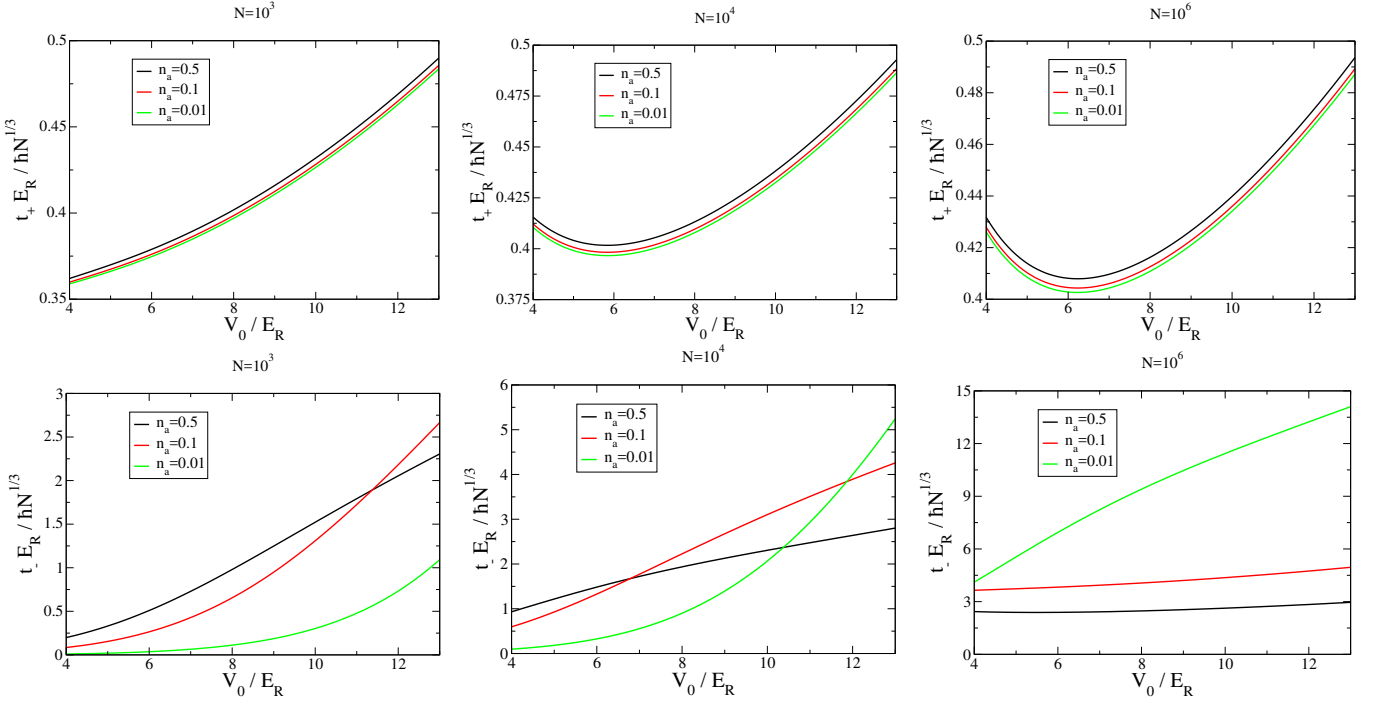 N=10³
0.5
0.45
0.4
0.35
t₊ E_R / ħN^{1/3}
n_a=0.5
n_a=0.1
n_a=0.01
4 6 8 10 12
V_0 / E_R
N=10⁴
0.5
0.475
0.45
0.425
0.4
0.375
t₊ E_R / ħN^{1/3}
n_a=0.5
n_a=0.1
n_a=0.01
4 6 8 10 12
V_0 / E_R
N=10⁶
0.5
0.48
0.46
0.44
0.42
0.4
t₊ E_R / ħN^{1/3}
n_a=0.5
n_a=0.1
n_a=0.01
4 6 8 10 12
V_0 / E_R
N=10³
3
2.5
2
1.5
1
0.5
0
t₋ E_R / ħN^{1/3}
n_a=0.5
n_a=0.1
n_a=0.01
4 6 8 10 12
V_0 / E_R
N=10⁴
6
5
4
3
2
1
0
t₋ E_R / ħN^{1/3}
n_a=0.5
n_a=0.1
n_a=0.01
4 6 8 10 12
V_0 / E_R
N=10⁶
15
12
9
6
3
0
t₋ E_R / ħN^{1/3}
n_a=0.5
n_a=0.1
n_a=0.01
4 6 8 10 12
V_0 / E_R